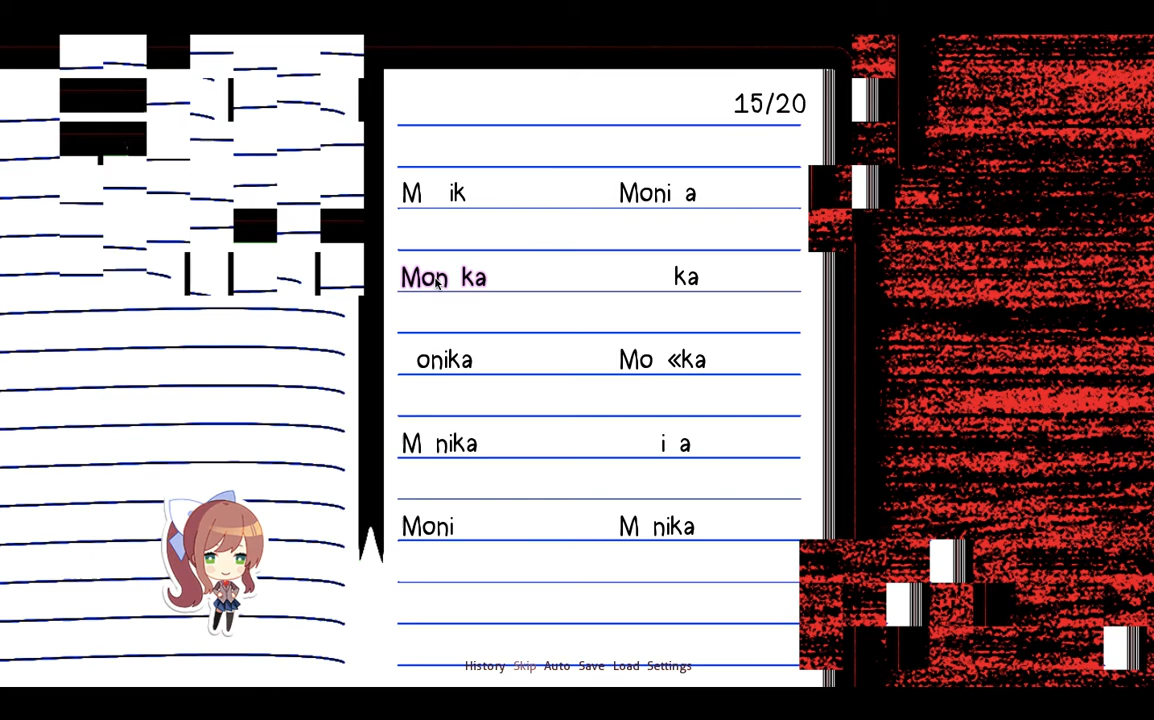 15/20
M ik Moni a
Mon ka ka
onika Mo «ka
M nika i a
Moni M nika
History Skip Auto Save Load Settings